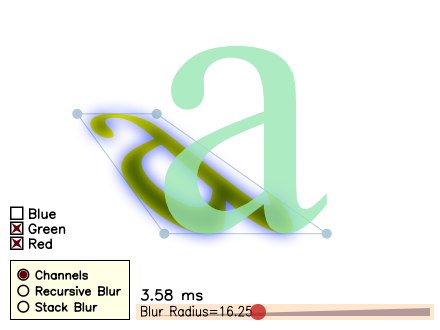 a
a
Blue
Green
Red
Channels
Recursive Blur
Stack Blur
3.58 ms
Blur Radius=16.25